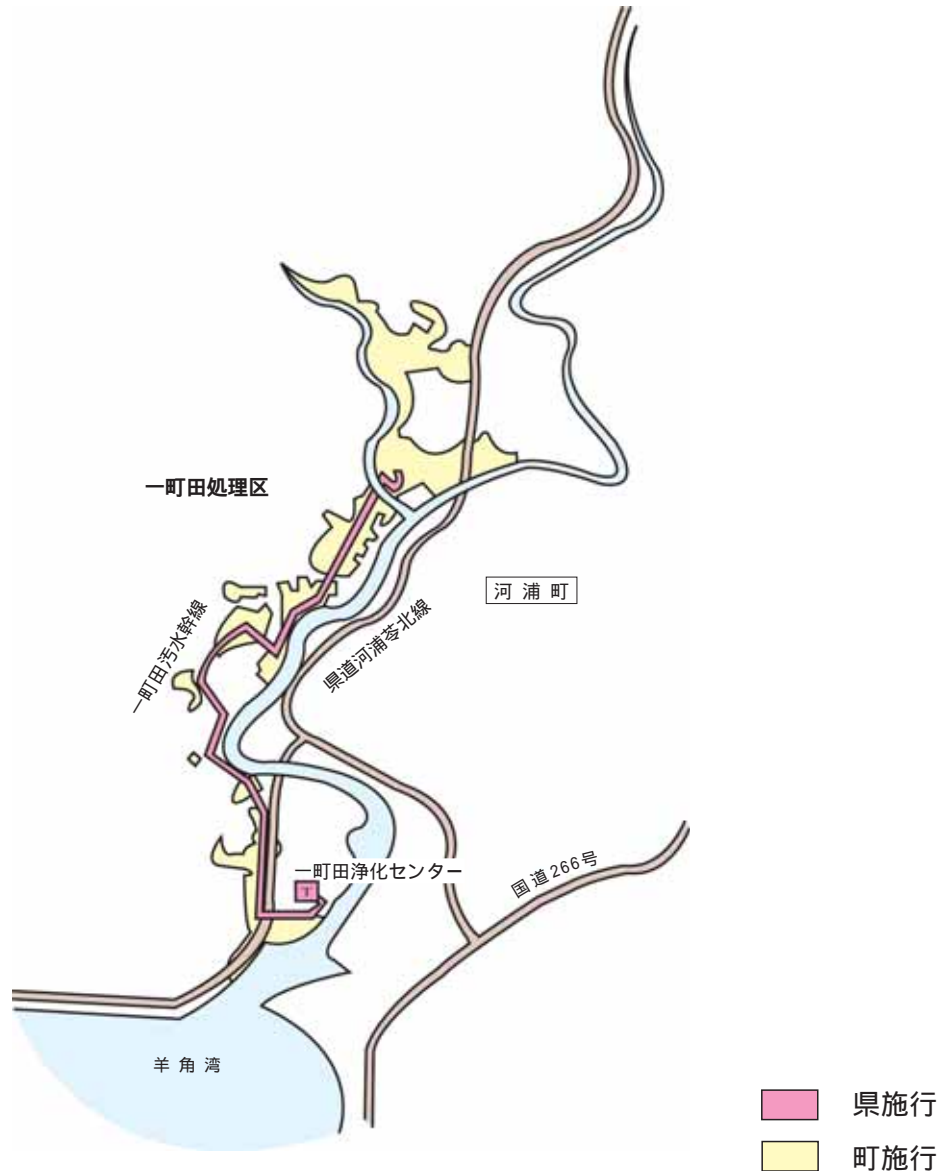 一町田処理区
河浦町
一町田汚水幹線
県道河浦苓北線
一町田浄化センター
T
国道266号
羊角湾
県施行
町施行